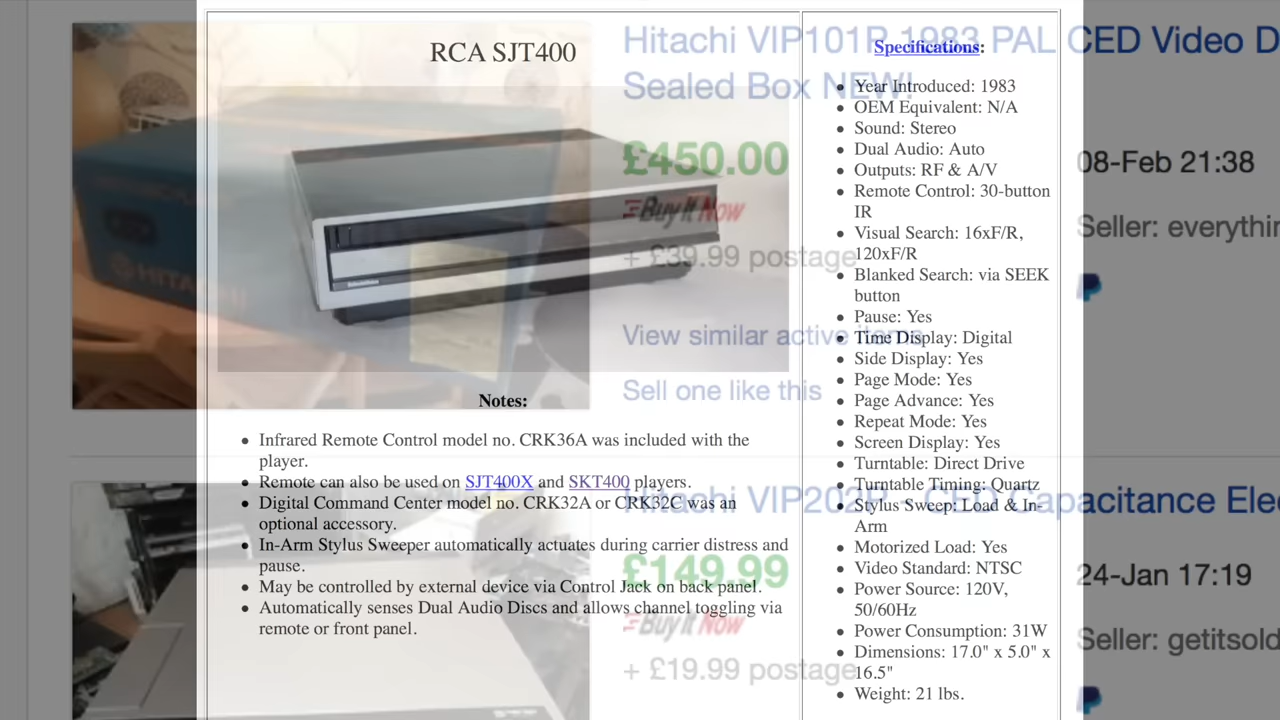 RCA SJT400
Notes:
Infrared Remote Control model no. CRK36A was included with the
player.
Remote can also be used on SJT400X and SKT400 players.
Digital Command Center model no. CRK32A or CRK32C was an
optional accessory.
In-Arm Stylus Sweeper automatically actuates during carrier distress and
pause.
May be controlled by external device via Control Jack on back panel.
Automatically senses Dual Audio Discs and allows channel toggling via
remote or front panel.
Specifications:
Year Introduced: 1983
OEM Equivalent: N/A
Sound: Stereo
Dual Audio: Auto
Outputs: RF & A/V
Remote Control: 30-button
IR
Visual Search: 16xF/R,
120xF/R
Blanked Search: via SEEK
button
Pause: Yes
Time Display: Digital
Side Display: Yes
Page Mode: Yes
Page Advance: Yes
Repeat Mode: Yes
Screen Display: Yes
Turntable: Direct Drive
Turntable Timing: Quartz
Stylus Sweep: Load & In-
Arm
Motorized Load: Yes
Video Standard: NTSC
Power Source: 120V,
50/60Hz
Power Consumption: 31W
Dimensions: 17.0" x 5.0" x
16.5"
Weight: 21 lbs.
Hitachi VIP101P 1983 PAL CED Video D
Sealed Box NEW!
£450.00
Buy It Now
+ £39.99 postage
View similar active items
Sell one like this
08-Feb 21:38
Seller: everythin
HITACHI
Hitachi VIP202P - CED Capacitance Ele
£149.99
Buy It Now
+ £19.99 postage
24-Jan 17:19
Seller: getitsold